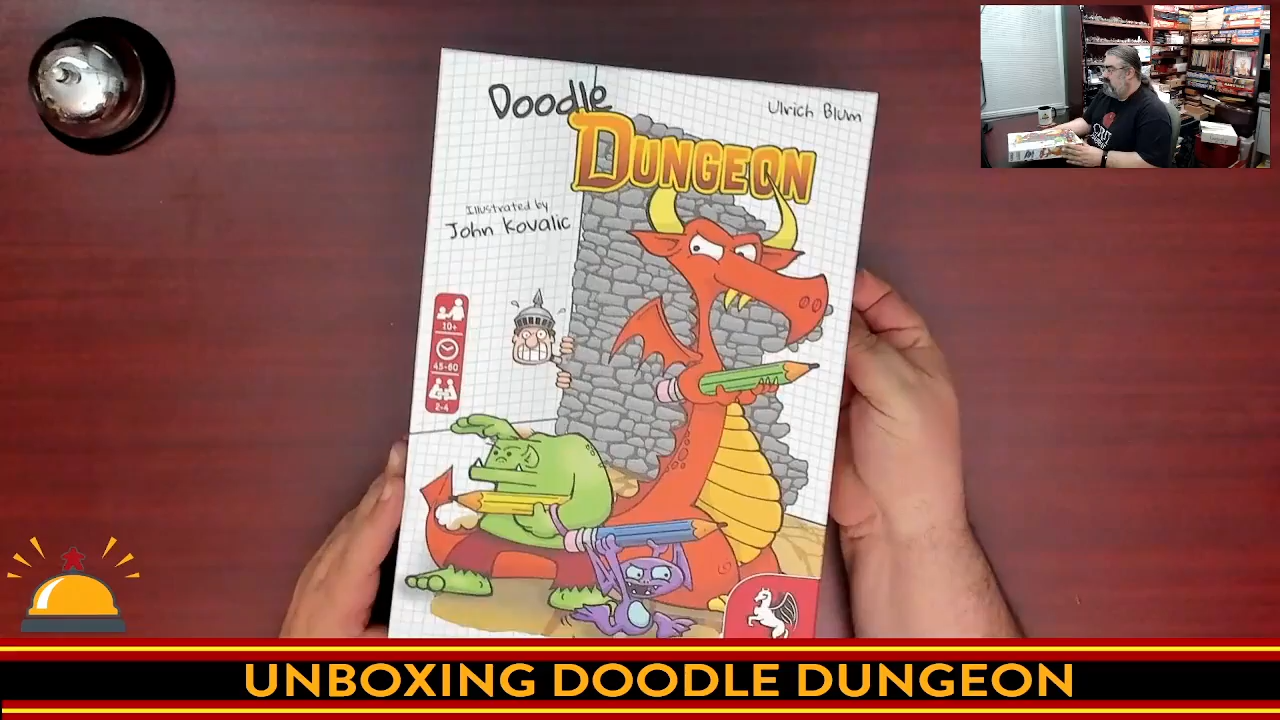 Doodle
Ulrich Blum
DUNGEON
Illustrated by
John Kovalic
10+
45-60
2-4
UNBOXING DOODLE DUNGEON